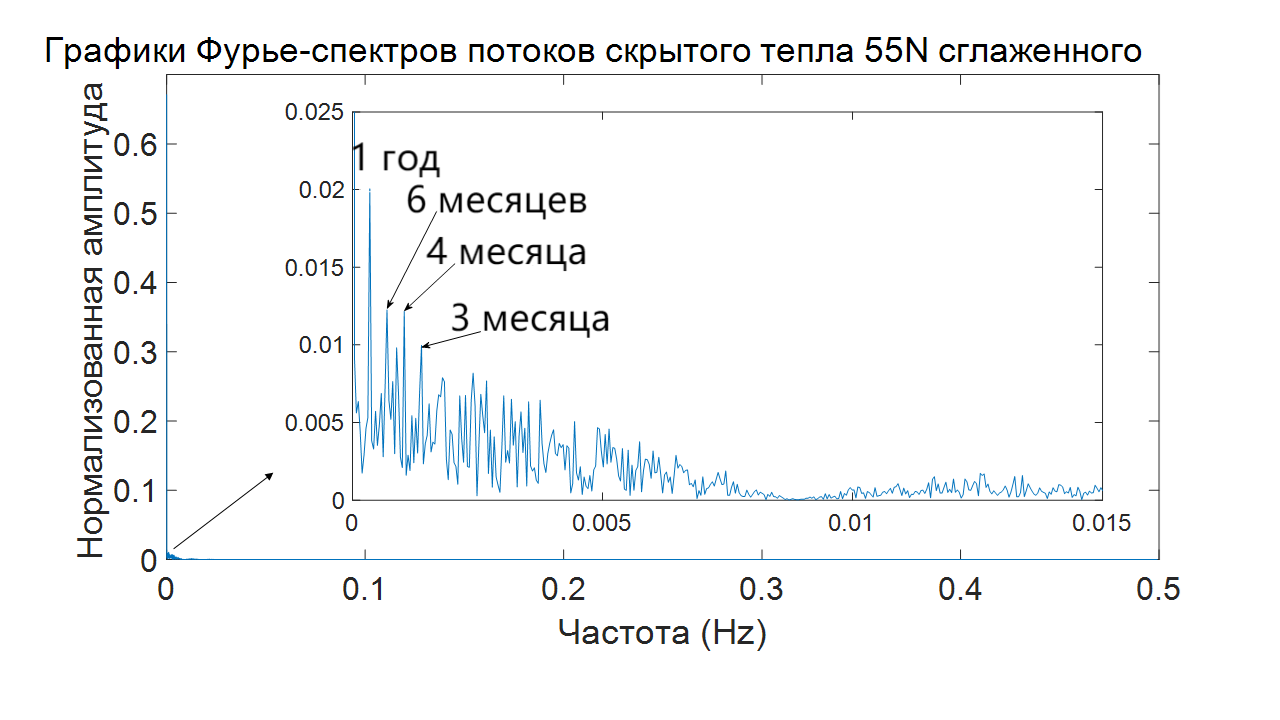 Графики Фурье-спектров потоков скрытого тепла 55N сглаженного
Нормализованная амплитуда
0.6
0.5
0.4
0.3
0.2
0.1
0
0.025
0.02
0.015
0.01
0.005
0
1 год
6 месяцев
4 месяца
3 месяца
0 0.005 0.01 0.015
0 0.1 0.2 0.3 0.4 0.5
Частота (Hz)